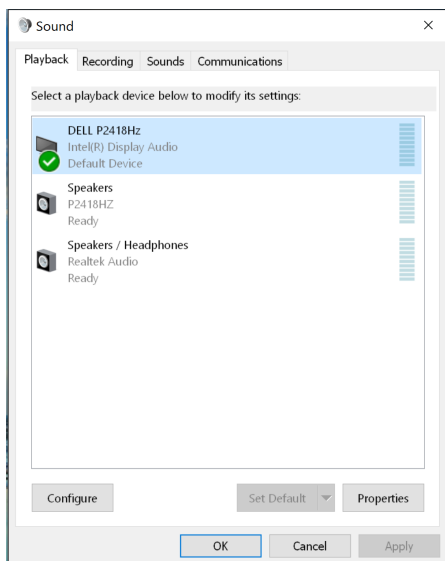 Sound
Playback Recording Sounds Communications
Select a playback device below to modify its settings:
DELL P2418Hz
Intel(R) Display Audio
Default Device
Speakers
P2418HZ
Ready
Speakers / Headphones
Realtek Audio
Ready
Configure Set Default Properties
OK Cancel Apply